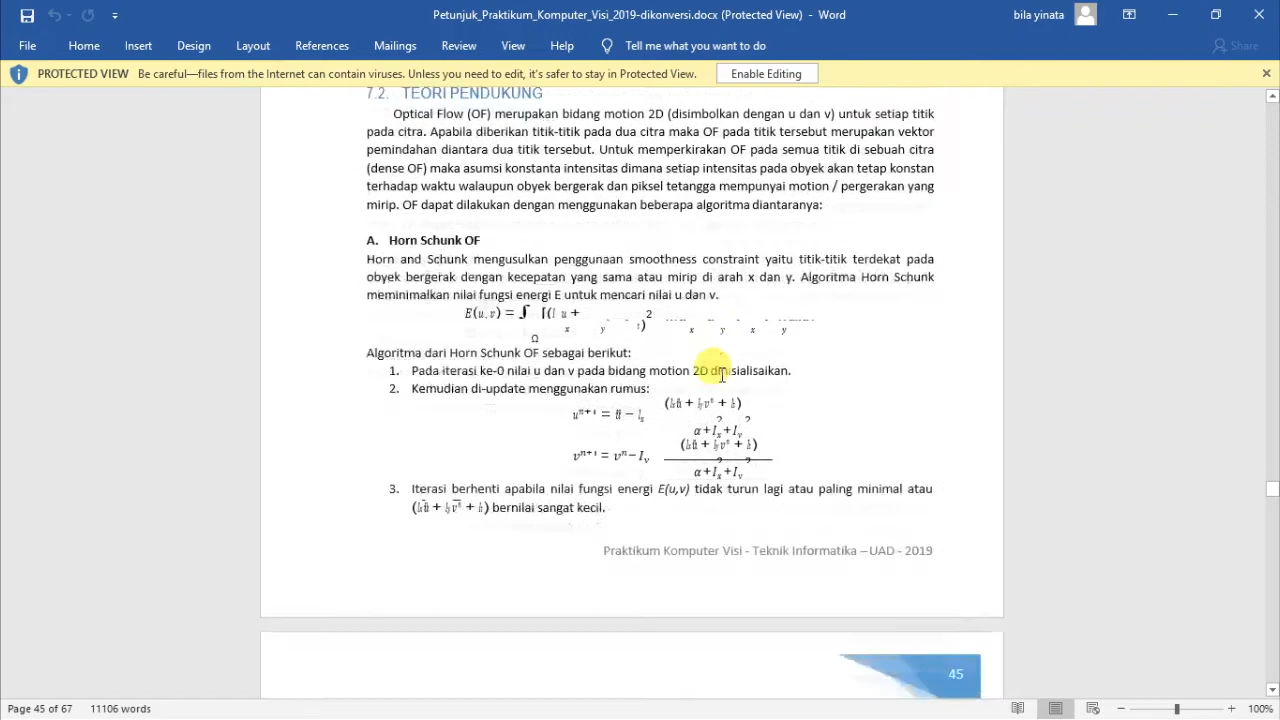 Petunjuk_Praktikum_Komputer_Visi_2019-dikonversi.docx (Protected View) - Word
bila yinata
File Home Insert Design Layout References Mailings Review View Help Tell me what you want to do Share
PROTECTED VIEW Be careful—files from the Internet can contain viruses. Unless you need to edit, it's safer to stay in Protected View. Enable Editing
7.2. TEORI PENDUKUNG
Optical Flow (OF) merupakan bidang motion 2D (disimbolkan dengan u dan v) untuk setiap titik
pada citra. Apabila diberikan titik-titik pada dua citra maka OF pada titik tersebut merupakan vektor
pemindahan diantara dua titik tersebut. Untuk memperkirakan OF pada semua titik di sebuah citra
(dense OF) maka asumsi konstanta intensitas dimana setiap intensitas pada obyek akan tetap konstan
terhadap waktu walaupun obyek bergerak dan piksel tetangga mempunyai motion / pergerakan yang
mirip. OF dapat dilakukan dengan menggunakan beberapa algoritma diantaranya:
A. Horn Schunk OF
Horn and Schunk mengusulkan penggunaan smoothness constraint yaitu titik-titik terdekat pada
obyek bergerak dengan kecepatan yang sama atau mirip di arah x dan y. Algoritma Horn Schunk
meminimalkan nilai fungsi energi E untuk mencari nilai u dan v.
E(u, v) = ∫
Ω
Algoritma dari Horn Schunk OF sebagai berikut:
1. Pada iterasi ke-0 nilai u dan v pada bidang motion 2D
2. Kemudian di-update menggunakan rumus:
α + I
α + I
3. Iterasi berhenti apabila nilai fungsi energi E(u,v) tidak turun lagi atau paling minimal atau
bernilai sangat kecil.
Praktikum Komputer Visi - Teknik Informatika – UAD - 2019
45
Page 45 of 67 11106 words 100%